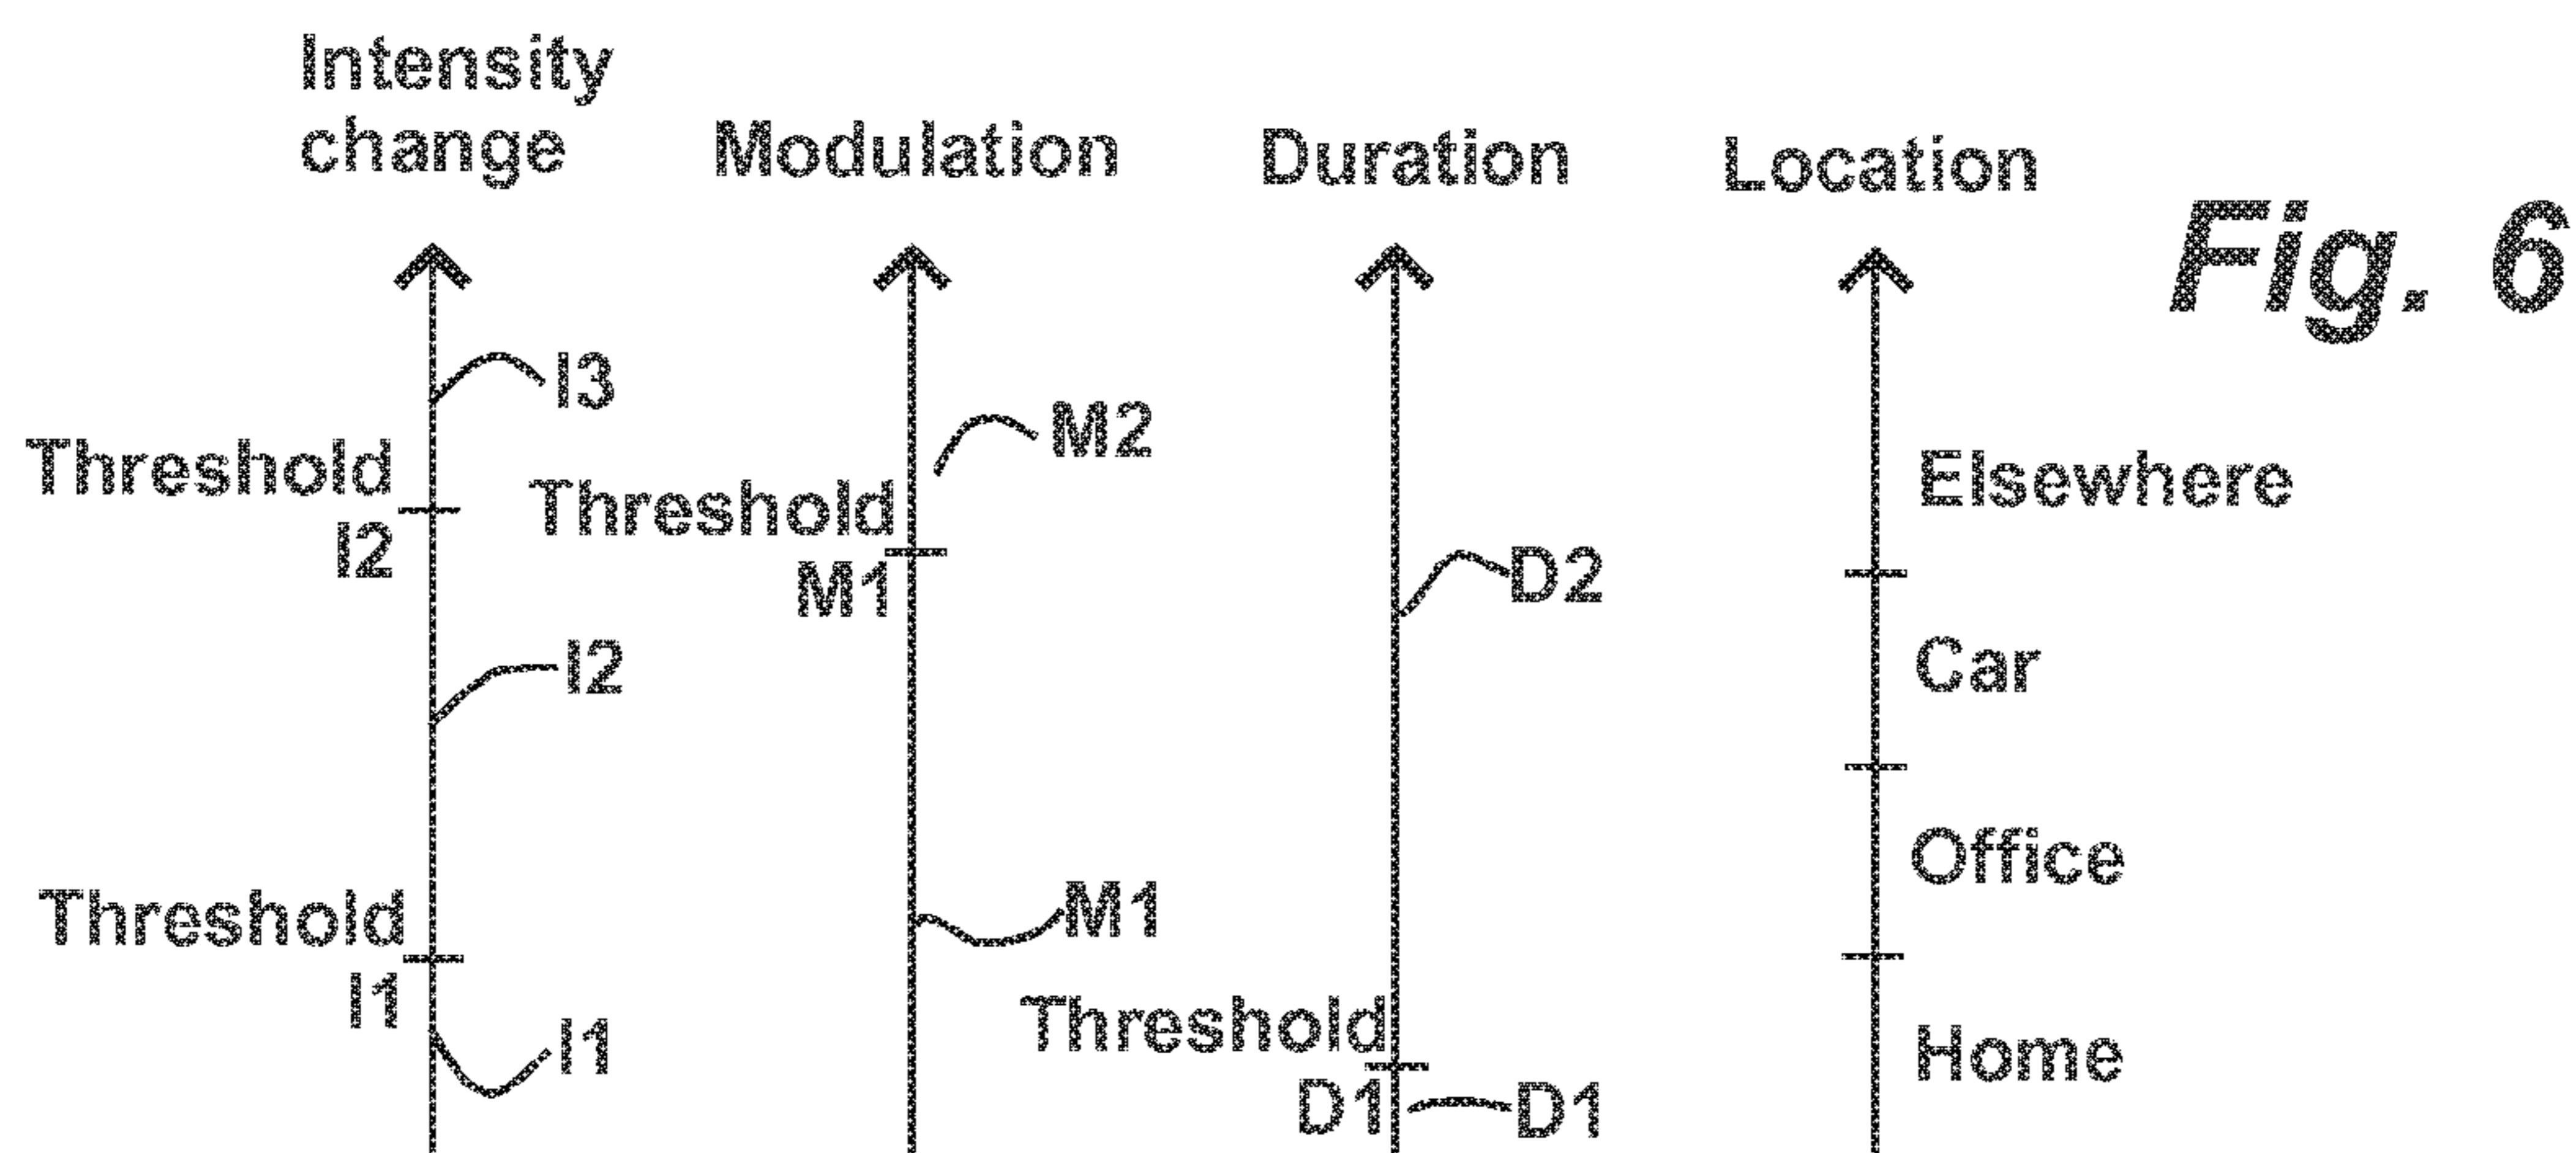 Intensity
change
Modulation
Duration
Location
Fig. 6
I3
M2
Threshold
I2
Threshold
M1
Elsewhere
D2
I2
Car
Office
Threshold
I1
M1
I1
Threshold
D1
D1
Home